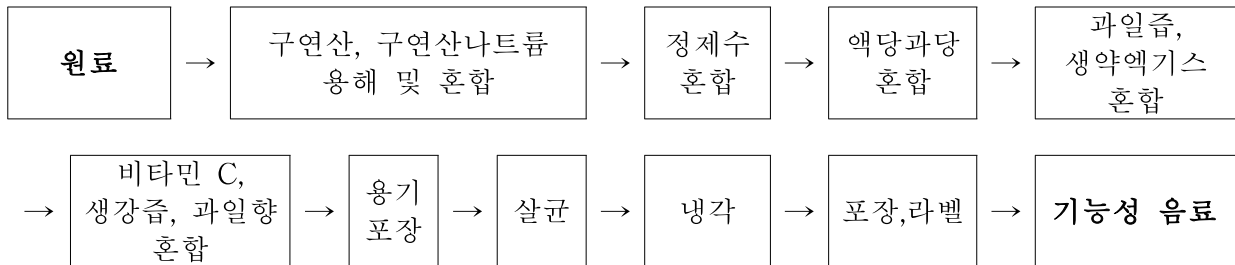 원료 → 구연산, 구연산나트륨 용해 및 혼합 → 정제수 혼합 → 액당과당 혼합 → 과일즙, 생약엑기스 혼합
→ 비타민 C, 생강즙, 과일향 혼합 → 용기 포장 → 살균 → 냉각 → 포장,라벨 → 기능성 음료